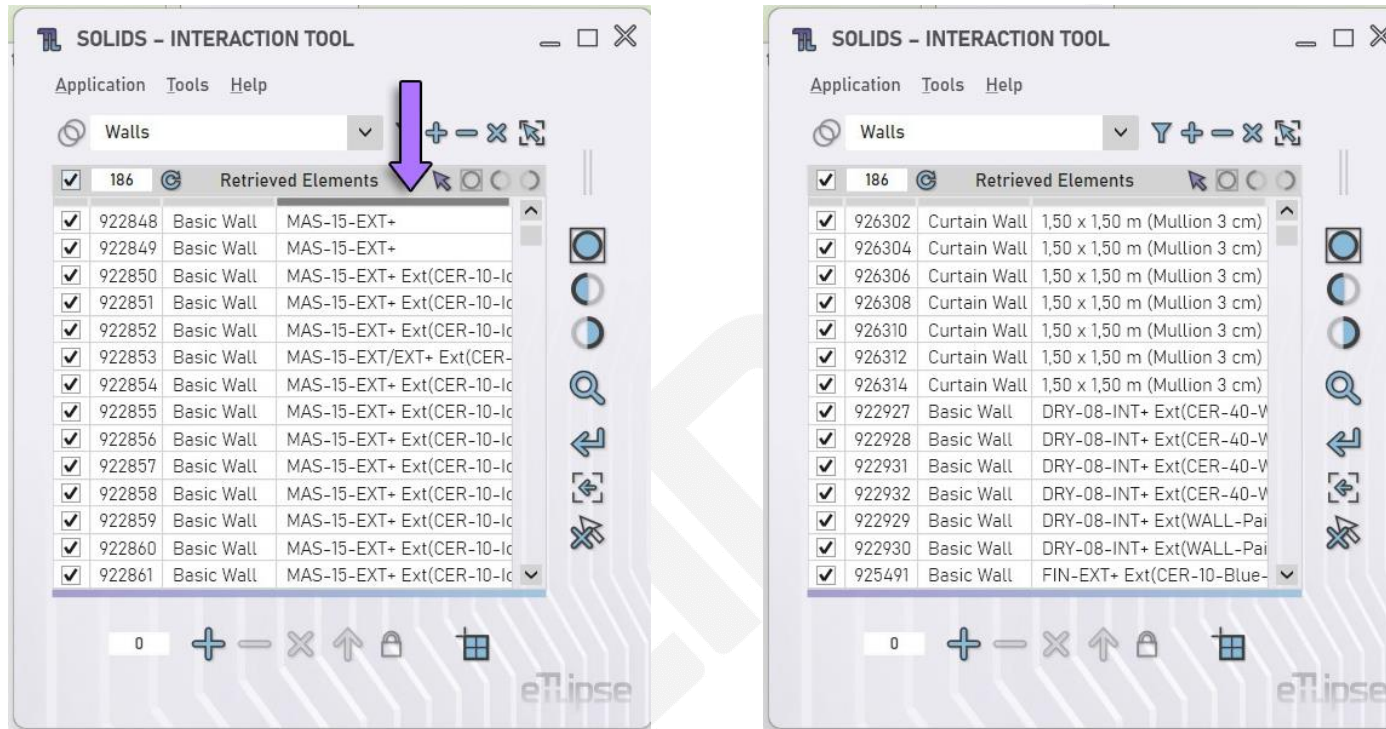 SOLIDS – INTERACTION TOOL
Application Tools Help
Walls
186 Retrieved Elements
922848 Basic Wall MAS-15-EXT+
922849 Basic Wall MAS-15-EXT+
922850 Basic Wall MAS-15-EXT+ Ext(CER-10-Ic
922851 Basic Wall MAS-15-EXT+ Ext(CER-10-Ic
922852 Basic Wall MAS-15-EXT+ Ext(CER-10-Ic
922853 Basic Wall MAS-15-EXT/EXT+ Ext(CER-
922854 Basic Wall MAS-15-EXT+ Ext(CER-10-Ic
922855 Basic Wall MAS-15-EXT+ Ext(CER-10-Ic
922856 Basic Wall MAS-15-EXT+ Ext(CER-10-Ic
922857 Basic Wall MAS-15-EXT+ Ext(CER-10-Ic
922858 Basic Wall MAS-15-EXT+ Ext(CER-10-Ic
922859 Basic Wall MAS-15-EXT+ Ext(CER-10-Ic
922860 Basic Wall MAS-15-EXT+ Ext(CER-10-Ic
922861 Basic Wall MAS-15-EXT+ Ext(CER-10-Ic
0
eTLipse
SOLIDS – INTERACTION TOOL
Application Tools Help
Walls
186 Retrieved Elements
926302 Curtain Wall 1,50 x 1,50 m (Mullion 3 cm)
926304 Curtain Wall 1,50 x 1,50 m (Mullion 3 cm)
926306 Curtain Wall 1,50 x 1,50 m (Mullion 3 cm)
926308 Curtain Wall 1,50 x 1,50 m (Mullion 3 cm)
926310 Curtain Wall 1,50 x 1,50 m (Mullion 3 cm)
926312 Curtain Wall 1,50 x 1,50 m (Mullion 3 cm)
926314 Curtain Wall 1,50 x 1,50 m (Mullion 3 cm)
922927 Basic Wall DRY-08-INT+ Ext(CER-40-W
922928 Basic Wall DRY-08-INT+ Ext(CER-40-W
922931 Basic Wall DRY-08-INT+ Ext(CER-40-W
922932 Basic Wall DRY-08-INT+ Ext(CER-40-W
922929 Basic Wall DRY-08-INT+ Ext(WALL-Pai
922930 Basic Wall DRY-08-INT+ Ext(WALL-Pai
925491 Basic Wall FIN-EXT+ Ext(CER-10-Blue-
0
eTLipse